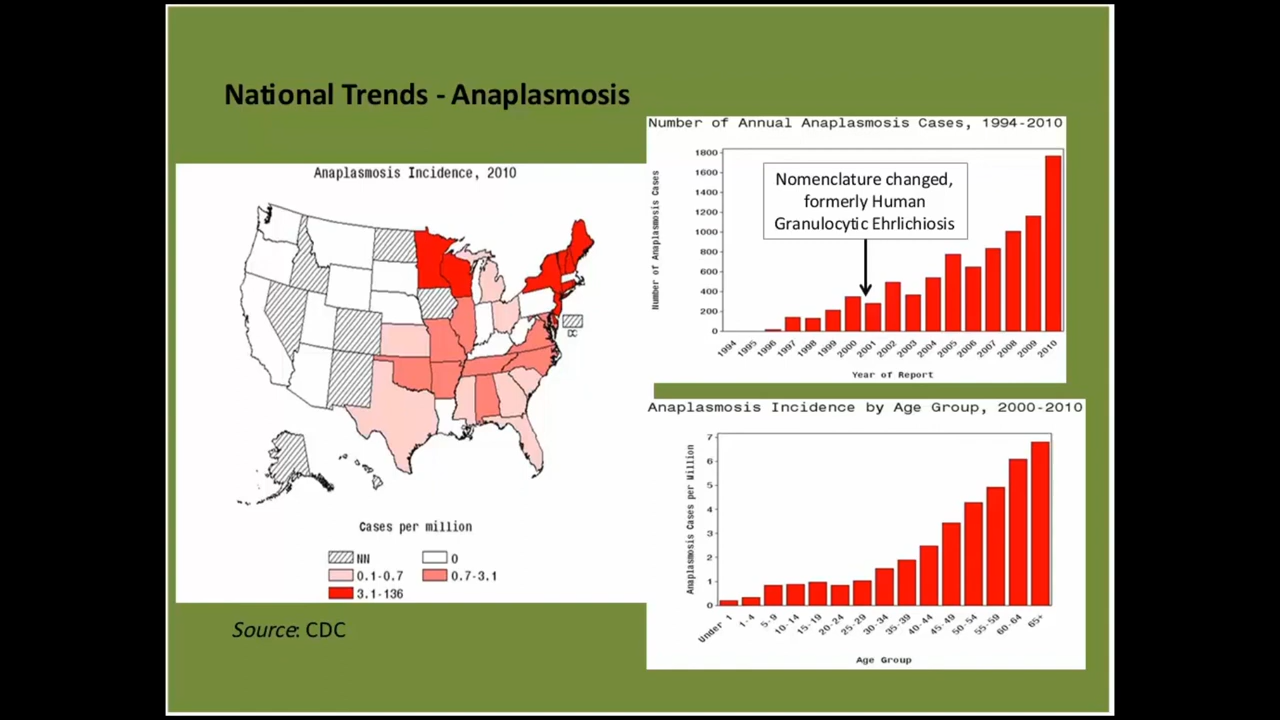 National Trends - Anaplasmosis
Anaplasmosis Incidence, 2010
DC
Cases per million
NN
0
0.1-0.7
0.7-3.1
3.1-136
Source: CDC
Number of Annual Anaplasmosis Cases, 1994-2010
Number of Anaplasmosis Cases
1800
1600
1400
1200
1000
800
600
400
200
0
Nomenclature changed,
formerly Human
Granulocytic Ehrlichiosis
1994 1995 1996 1997 1998 1999 2000 2001 2002 2003 2004 2005 2006 2007 2008 2009 2010
Year of Report
Anaplasmosis Incidence by Age Group, 2000-2010
Anaplasmosis Cases per Million
7
6
5
4
3
2
1
0
Under 1 1-4 5-9 10-14 15-19 20-24 25-29 30-34 35-39 40-44 45-49 50-54 55-59 60-64 65+
Age Group